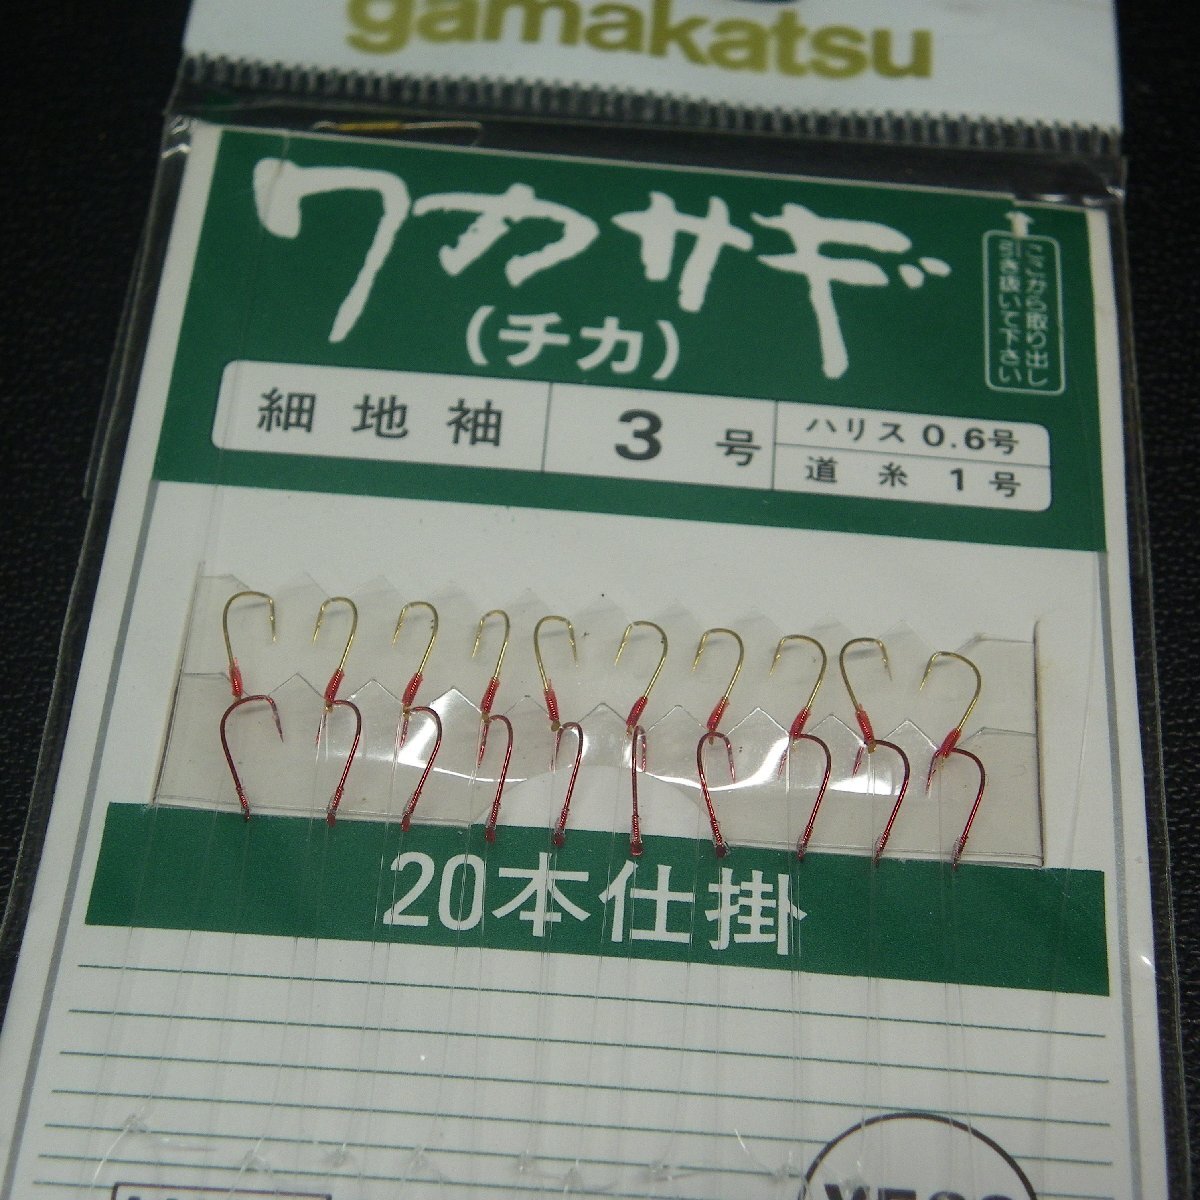 gamakatsu
ワカサギ
(チカ)
ここから取り出し
引き抜いて下さい
細地袖
3号
ハリス 0.6号
道糸 1号
20本仕掛